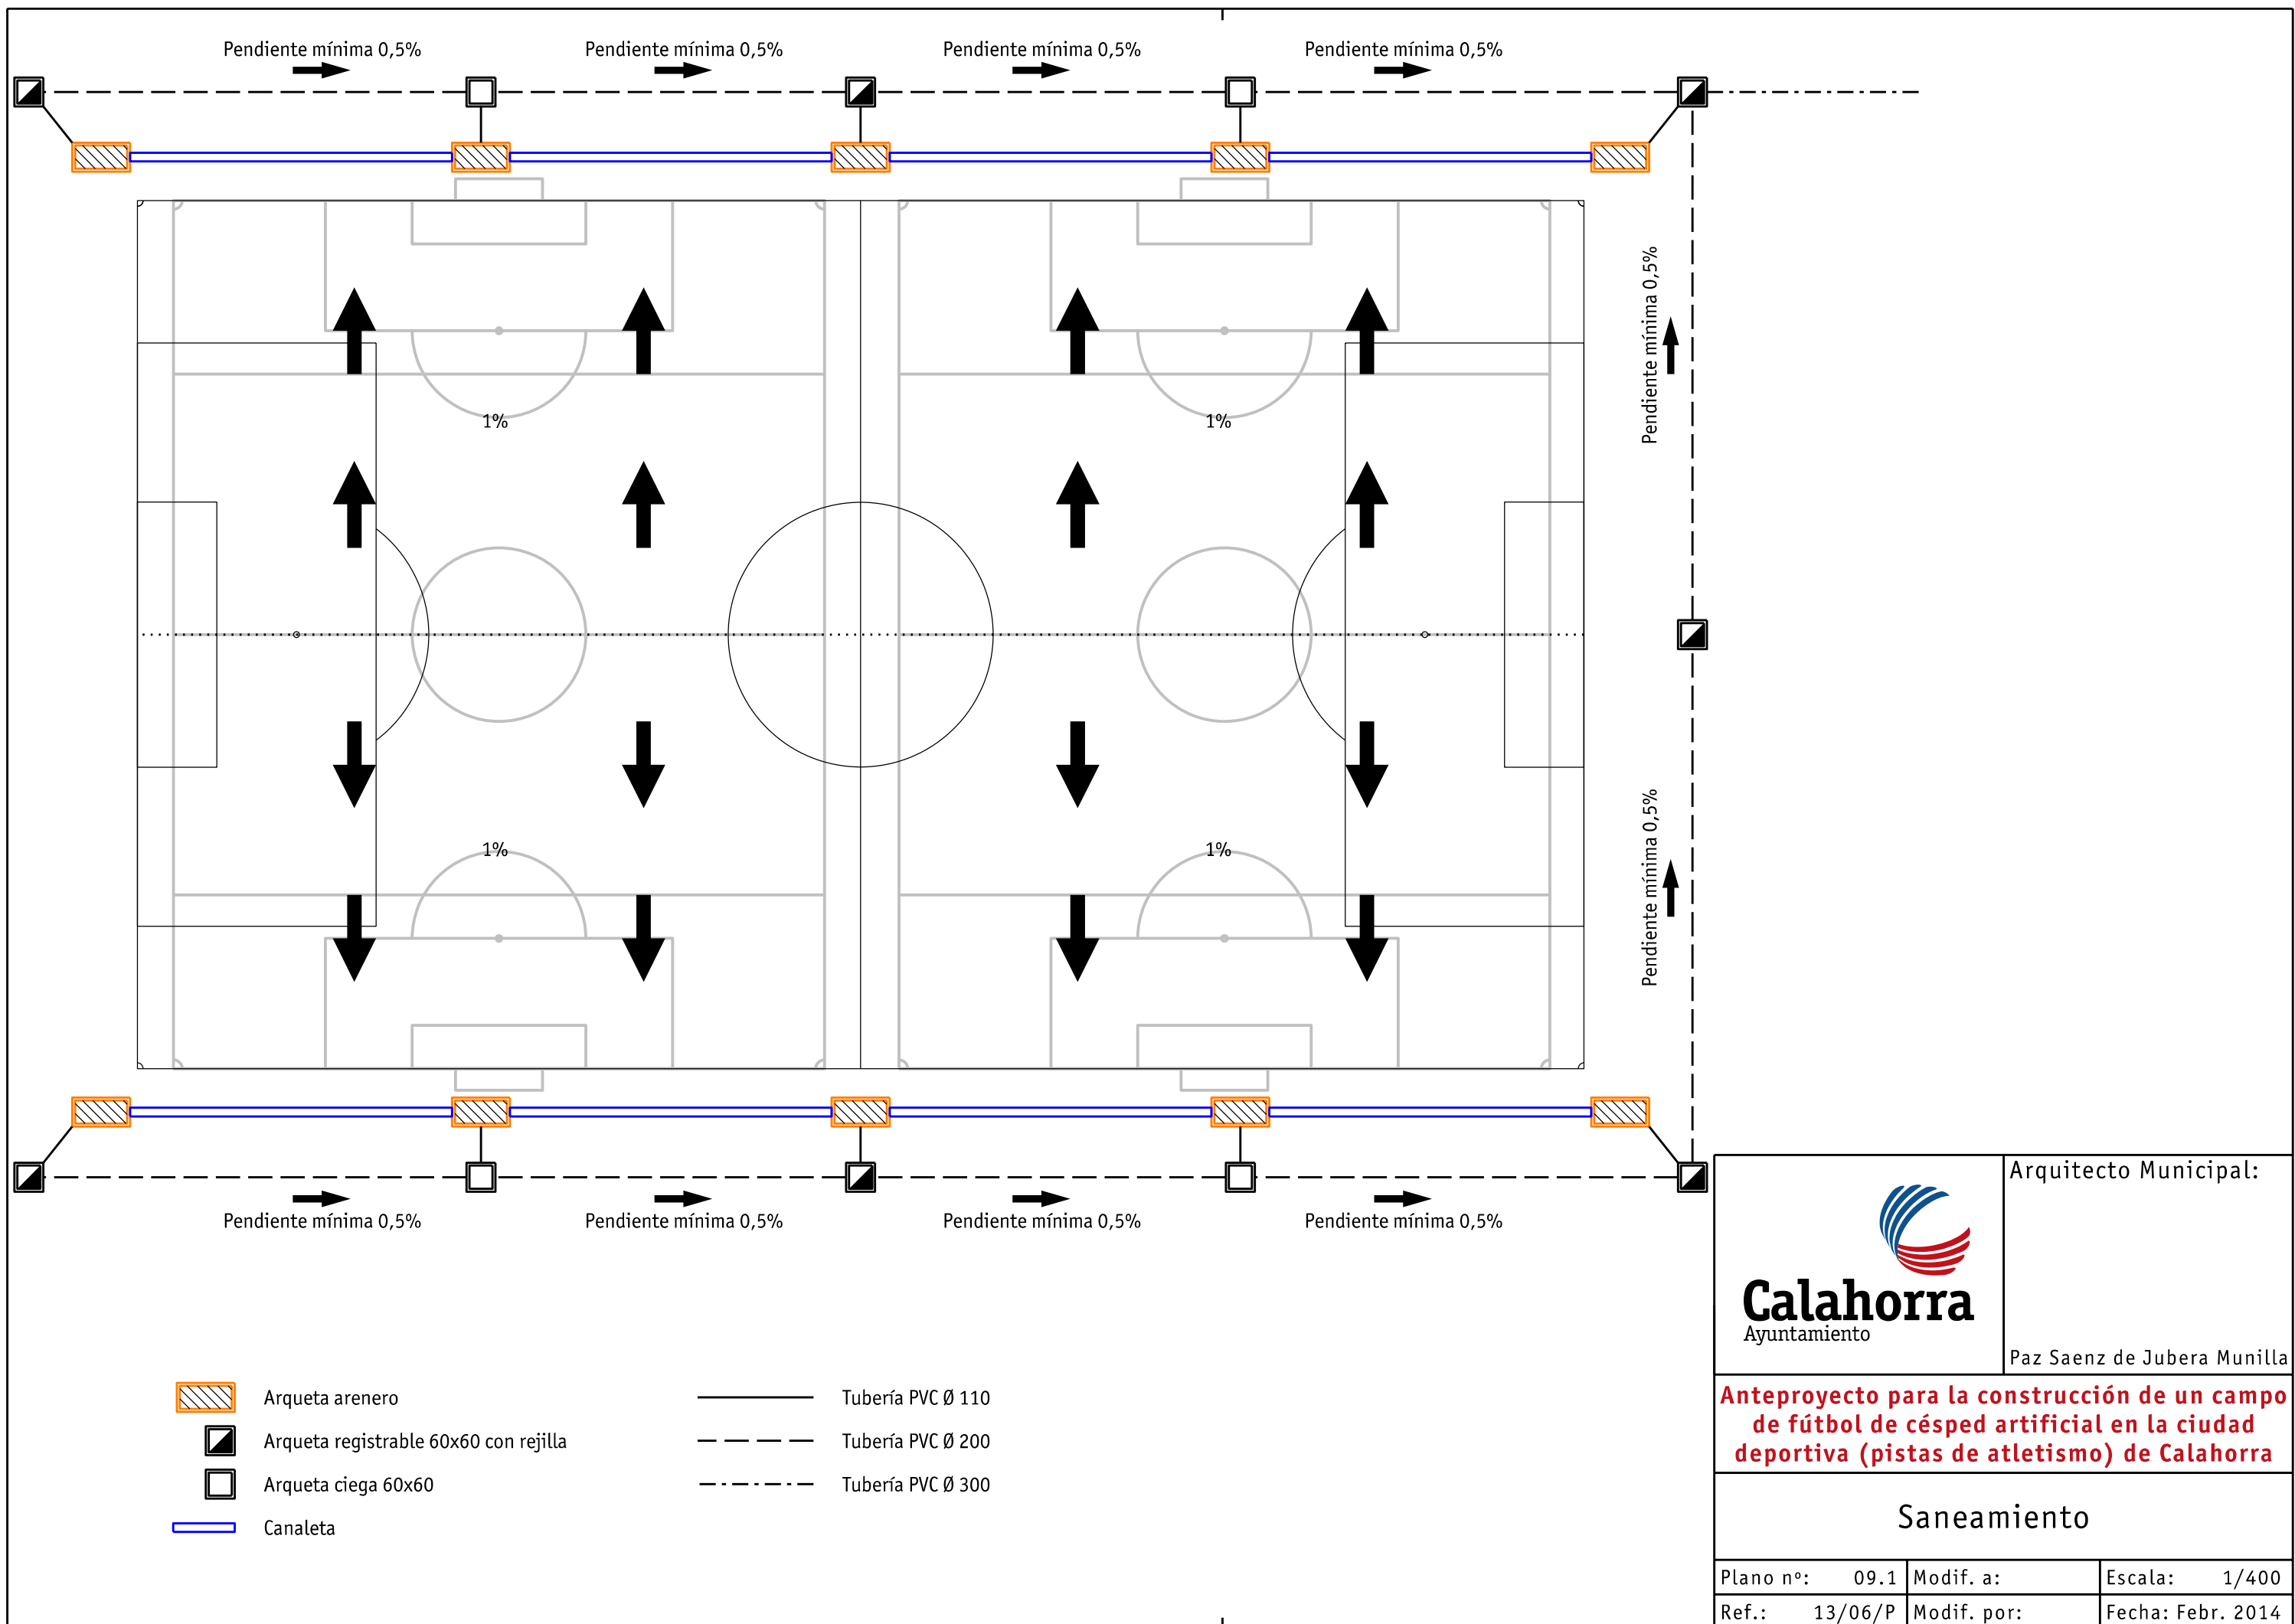 Pendiente mínima 0,5%
Pendiente mínima 0,5%
Pendiente mínima 0,5%
Pendiente mínima 0,5%
Pendiente mínima 0,5%
1%
1%
1%
1%
Pendiente mínima 0,5%
Pendiente mínima 0,5%
Pendiente mínima 0,5%
Pendiente mínima 0,5%
Pendiente mínima 0,5%
Arqueta arenero
Arqueta registrable 60x60 con rejilla
Arqueta ciega 60x60
Canaleta
Tubería PVC Ø 110
Tubería PVC Ø 200
Tubería PVC Ø 300
Calahorra
Ayuntamiento
Arquitecto Municipal:
Paz Saenz de Jubera Munilla
Anteproyecto para la construcción de un campo
de fútbol de césped artificial en la ciudad
deportiva (pistas de atletismo) de Calahorra
Saneamiento
Plano nº: 09.1 Modif. a: Escala: 1/400
Ref.: 13/06/P Modif. por: Fecha: Febr. 2014